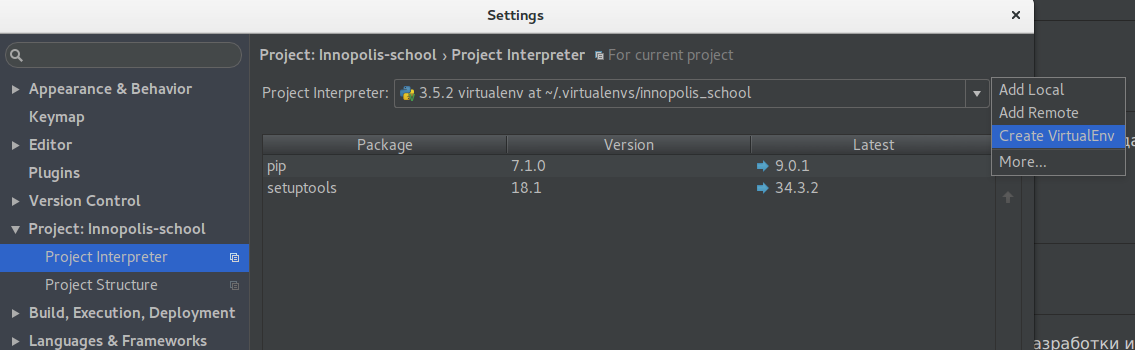 Settings
Project: Innopolis-school › Project Interpreter For current project
Appearance & Behavior
Keymap
Editor
Plugins
Version Control
Project: Innopolis-school
Project Interpreter
Project Structure
Build, Execution, Deployment
Languages & Frameworks
Project Interpreter: 3.5.2 virtualenv at ~/.virtualenvs/innopolis_school
Package Version Latest
pip 7.1.0 9.0.1
setuptools 18.1 34.3.2
Add Local
Add Remote
Create VirtualEnv
More...